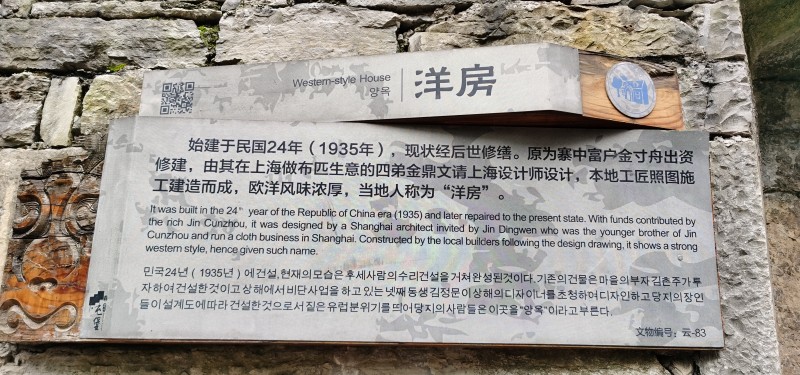 Western-style House
양옥
洋房
始建于民国24年（1935年），现状经后世修缮。原为寨中富户金寸舟出资
修建，由其在上海做布匹生意的四弟金鼎文请上海设计师设计，本地工匠照图施
工建造而成，欧洋风味浓厚，当地人称为“洋房”。
It was built in the 24th year of the Republic of China era (1935) and later repaired to the present state. With funds contributed by
the rich Jin Cunzhou, it was designed by a Shanghai architect invited by Jin Dingwen who was the younger brother of Jin
Cunzhou and run a cloth business in Shanghai. Constructed by the local builders following the design drawing, it shows a strong
western style, hence given such name.
민국24년（1935년）에건설,현재의모습은후세사람의수리건설을거쳐완성된것이다.기존의건물은마을의부자김촌주가투
자하여건설한것이고상해에서비단사업을하고있는넷째동생김정문이상해의디자이너를초청하여디자인하고당지의장인
들이설계도에따라건설한것으로서짙은유럽분위기를띄어당지의사람들은이곳을“양옥”이라고부른다.
文物编号：云-83